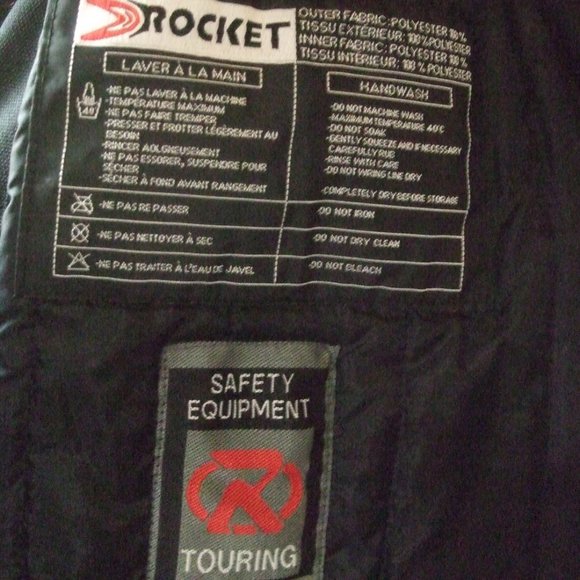 ROCKET
OUTER FABRIC: POLYESTER 100 %
TISSU EXTÉRIEUR: 100% POLYESTER
INNER FABRIC: POLYESTER 100 %
TISSU INTÉRIEUR: 100 % POLYESTER
LAVER À LA MAIN
40
-NE PAS LAVER À LA MACHINE
-TEMPÉRATURE MAXIMUM
-NE PAS FAIRE TREMPER
-PRESSER ET FROTTER LÉGÈREMENT AU
BESOIN
-RINCER AOLGNEUSEMENT
-NE PAS ESSORER, SUSPENDRE POUR
SÉCHER
-SÉCHER À FOND AVANT RANGEMENT
HANDWASH
-DO NOT MACHINE WASH
-MAXIMUM TEMPERATURE 40°C
-DO NOT SOAK
-GENTLY SQUEEZE AND IF NECESSARY
CAREFULLY RUB
-RINSE WITH CARE
-DO NOT WIRING LINE DRY
-COMPLETELY DRY BEFORE STORAGE
-NE PAS REPASSER
-DO NOT IRON
-NE PAS NETTOYER À SEC
-DO NOT DRY CLEAN
-NE PAS TRAITER À L'EAU DE JAVEL
-DO NOT BLEACH
SAFETY
EQUIPMENT
TOURING